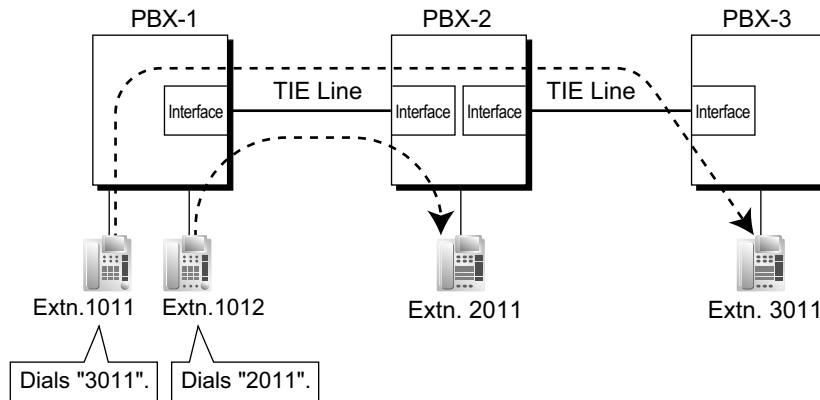 PBX-1
PBX-2
PBX-3
TIE Line
TIE Line
Interface
Interface
Interface
Interface
Extn.1011
Extn.1012
Extn. 2011
Extn. 3011
Dials "3011".
Dials "2011".